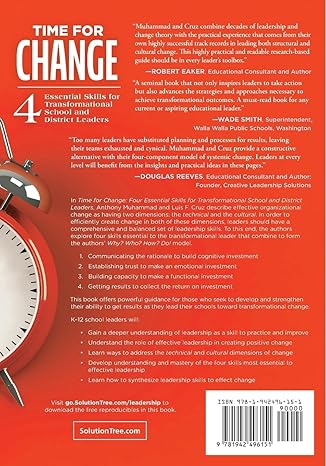 TIME FOR
CHANGE
4
Essential Skills for
Transformational
School and
District Leaders
"Muhammad and Cruz combine decades of leadership and
change theory with the practical experience that comes from their
own highly successful track records in leading both structural and
cultural change. This highly practical and readable research-based
guide should be in every leader's toolbox."
—ROBERT EAKER, Educational Consultant and Author
"A seminal book that not only inspires leaders to take action
but also advances the strategies and approaches necessary to
achieve transformational outcomes. A must-read book for any
current or aspiring educational leader."
—WADE SMITH, Superintendent,
Walla Walla Public Schools, Washington
"Too many leaders have substituted planning and processes for results, leaving
their teams exhausted and cynical. Muhammad and Cruz provide a constructive
alternative with their four-component model of systemic change. Leaders at every
level will benefit from the insights and practical ideas in these pages."
—DOUGLAS REEVES, Educational Consultant and Author;
Founder, Creative Leadership Solutions
In Time for Change: Four Essential Skills for Transformational School and District
Leaders, Anthony Muhammad and Luis F. Cruz describe effective organizational
change as having two dimensions: the technical and the cultural. In order to
efficiently create change in both of these dimensions, leaders should have a
comprehensive and balanced set of leadership skills. To this end, the authors
explore four skills essential to the transformational leader that combine to form
the authors' Why? Who? How? Do! model.
1. Communicating the rationale to build cognitive investment
2. Establishing trust to make an emotional investment
3. Building capacity to make a functional investment
4. Getting results to collect the return on investment
This book offers powerful guidance for those who seek to develop and strengthen
their ability to get results as they lead their schools toward transformational change.
K–12 school leaders will:
• Gain a deeper understanding of leadership as a skill to practice and improve
• Understand the role of effective leadership in creating positive change
• Learn ways to address the technical and cultural dimensions of change
• Develop understanding and mastery of the four skills most essential to
effective leadership
• Learn how to synthesize leadership skills to effect change
Visit go.SolutionTree.com/leadership to
download the free reproducibles in this book.
SolutionTree.com
ISBN 978-1-942496-15-1
90000
9 781942 496151